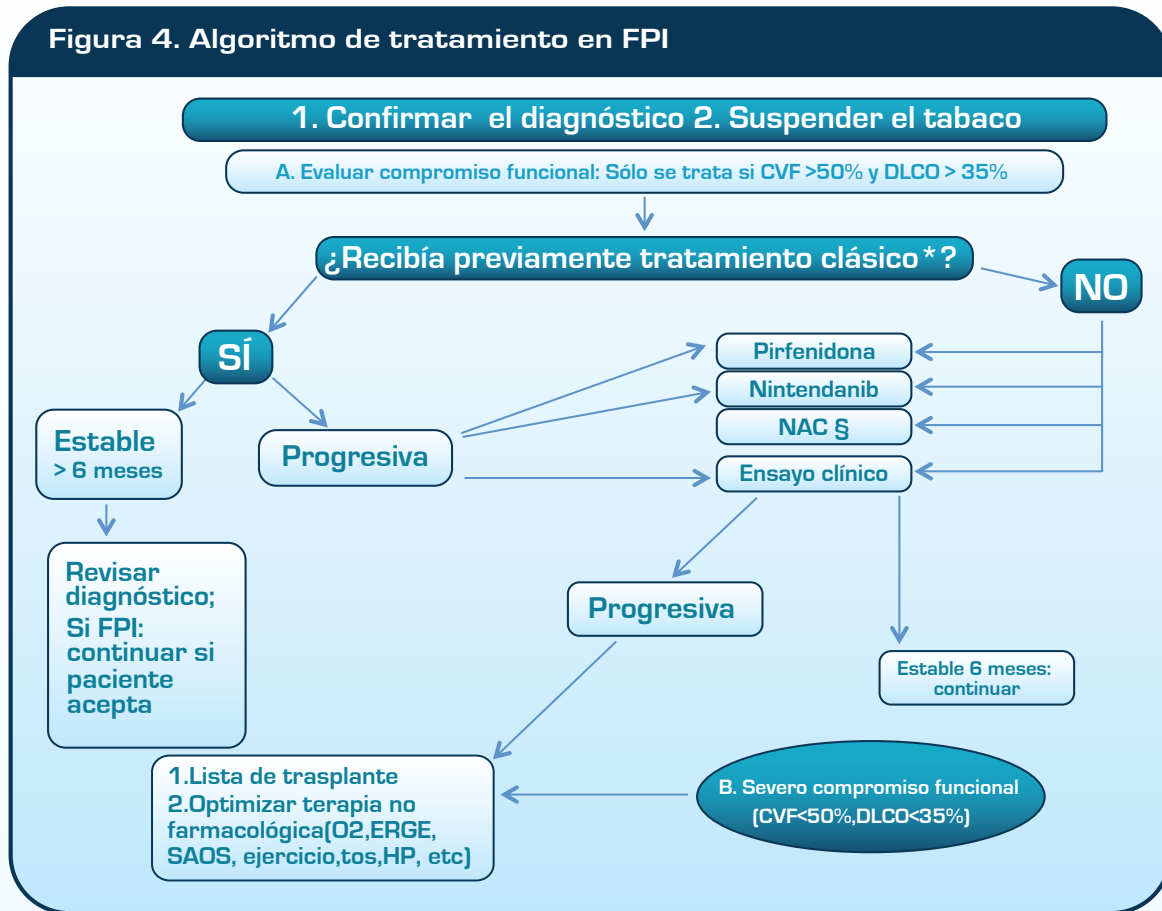 Figura 4. Algoritmo de tratamiento en FPI
1. Confirmar el diagnóstico 2. Suspender el tabaco
A. Evaluar compromiso funcional: Sólo se trata si CVF >50% y DLCO > 35%
¿Recibía previamente tratamiento clásico*?
NO
SÍ
Pirfenidona
Nintendanib
NAC §
Ensayo clínico
Estable
> 6 meses
Progresiva
Revisar
diagnóstico;
Si FPI:
continuar si
paciente
acepta
Progresiva
Estable 6 meses:
continuar
1.Lista de trasplante
2.Optimizar terapia no
farmacológica(O2,ERGE,
SAOS, ejercicio,tos,HP, etc)
B. Severo compromiso funcional
(CVF<50%,DLCO<35%)